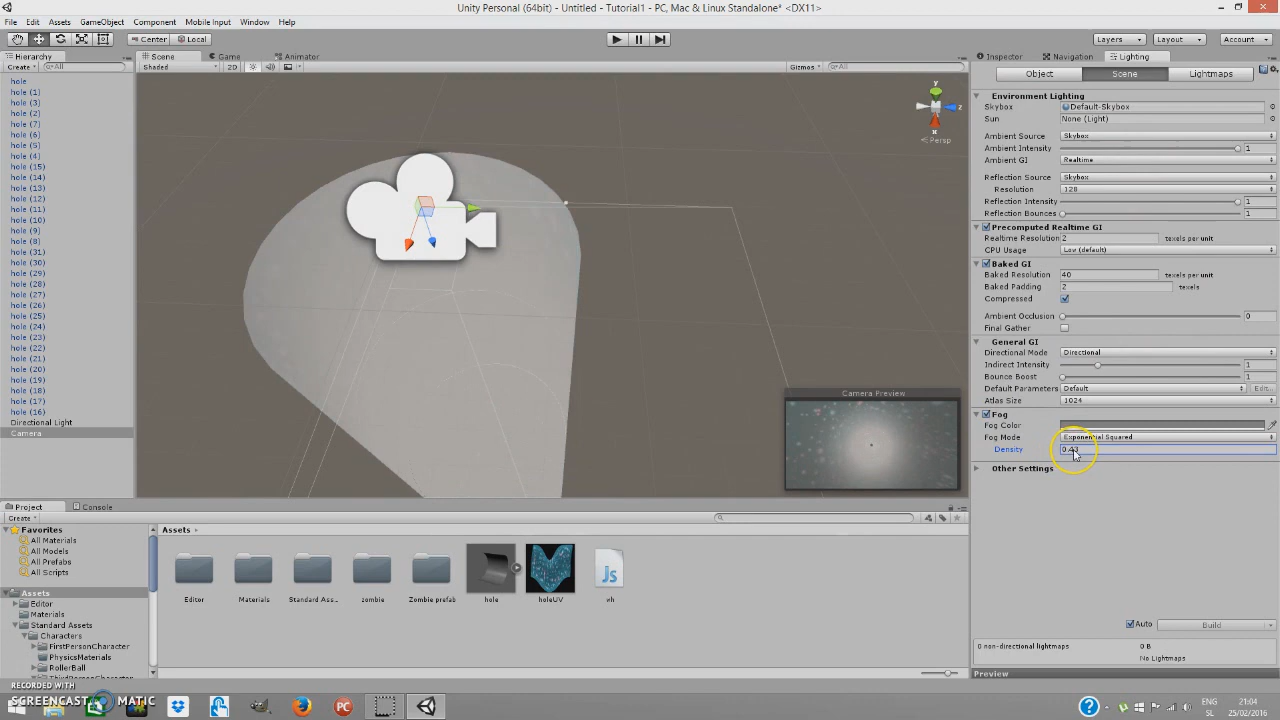 Unity Personal (64bit) - Untitled - Tutorial1 - PC, Mac & Linux Standalone* <DX11>
File Edit Assets GameObject Component Mobile Input Window Help
Center Local Layers Layout Account
Hierarchy
Create All
hole
hole (1)
hole (3)
hole (2)
hole (7)
hole (6)
hole (5)
hole (4)
hole (15)
hole (14)
hole (13)
hole (12)
hole (11)
hole (10)
hole (9)
hole (8)
hole (31)
hole (30)
hole (29)
hole (28)
hole (27)
hole (26)
hole (25)
hole (24)
hole (23)
hole (22)
hole (21)
hole (20)
hole (19)
hole (18)
hole (17)
hole (16)
Directional Light
Camera
Scene Game Animator
Shaded 2D Gizmos All
y
z
x
Persp
Camera Preview
Inspector Navigation Lighting
Object Scene Lightmaps
Environment Lighting
Skybox Default-Skybox
Sun None (Light)
Ambient Source Skybox
Ambient Intensity 1
Ambient GI Realtime
Reflection Source Skybox
Resolution 128
Reflection Intensity 1
Reflection Bounces 1
Precomputed Realtime GI
Realtime Resolution 2 texels per unit
CPU Usage Low (default)
Baked GI
Baked Resolution 40 texels per unit
Baked Padding 2 texels
Compressed
Ambient Occlusion 0
Final Gather
General GI
Directional Mode Directional
Indirect Intensity 1
Bounce Boost 1
Default Parameters Default Edit...
Atlas Size 1024
Fog
Fog Color
Fog Mode Exponential Squared
Density
Other Settings
Auto Build
0 non-directional lightmaps 0 B
No Lightmaps
Preview
Project Console
Create
Favorites
All Materials
All Models
All Prefabs
All Scripts
Assets
Editor
Materials
Standard Assets
Characters
FirstPersonCharacter
PhysicsMaterials
RollerBall
ThirdPersonCharacter
Assets
Js
Editor Materials Standard Ass... zombie Zombie prefab hole holeUV wh
RECORDED WITH
SCREENCAST MATIC
PC
ENG 21:04
SL 25/02/2016